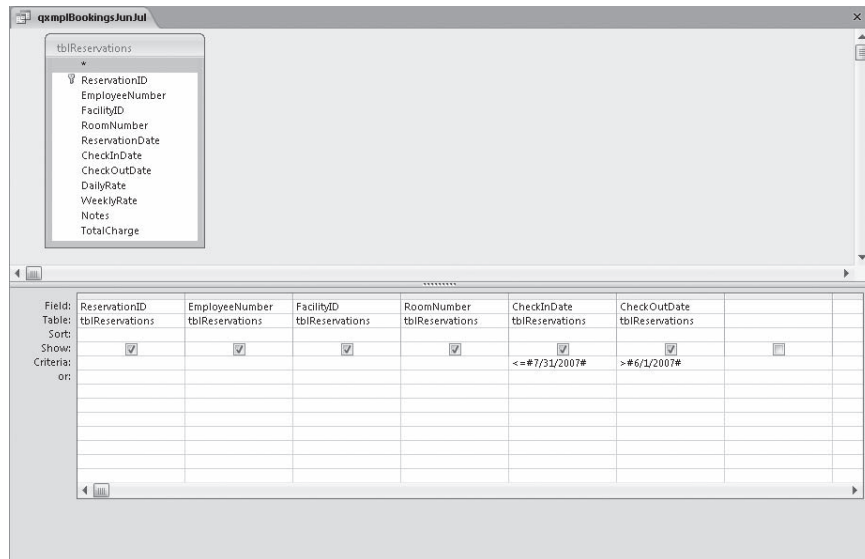 qxmplBookingsJunJul
tblReservations
*
ReservationID
EmployeeNumber
FacilityID
RoomNumber
ReservationDate
CheckInDate
CheckOutDate
DailyRate
WeeklyRate
Notes
TotalCharge
Field: ReservationID EmployeeNumber FacilityID RoomNumber CheckInDate CheckOutDate
Table: tblReservations tblReservations tblReservations tblReservations tblReservations tblReservations
Sort:
Show:
Criteria: <=#7/31/2007# >#6/1/2007#
or: